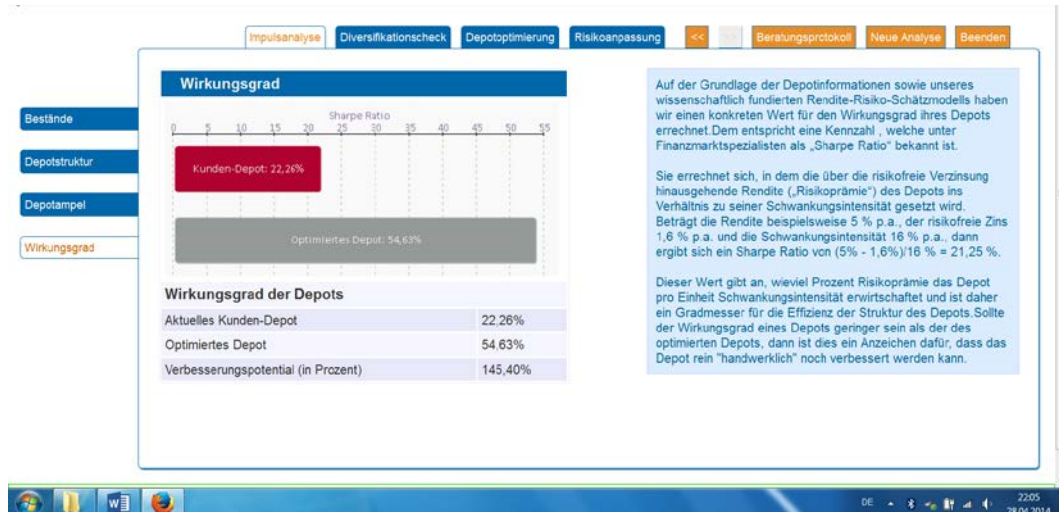 Impulsanalyse
Diversifikationscheck
Depotoptimierung
Risikoanpassung
<<
>>
Beratungsprotokoll
Neue Analyse
Beenden
Bestände
Depotstruktur
Depotampel
Wirkungsgrad
Wirkungsgrad
Sharpe Ratio
0 5 10 15 20 25 30 35 40 45 50 55
Kunden-Depot: 22,26%
Optimiertes Depot: 54,63%
Wirkungsgrad der Depots
Aktuelles Kunden-Depot 22,26%
Optimiertes Depot 54,63%
Verbesserungspotential (in Prozent) 145,40%
Auf der Grundlage der Depotinformationen sowie unseres
wissenschaftlich fundierten Rendite-Risiko-Schätzmodells haben
wir einen konkreten Wert für den Wirkungsgrad ihres Depots
errechnet.Dem entspricht eine Kennzahl , welche unter
Finanzmarktspezialisten als „Sharpe Ratio“ bekannt ist.
Sie errechnet sich, in dem die über die risikofreie Verzinsung
hinausgehende Rendite („Risikoprämie“) des Depots ins
Verhältnis zu seiner Schwankungsintensität gesetzt wird.
Beträgt die Rendite beispielsweise 5 % p.a., der risikofreie Zins
1,6 % p.a. und die Schwankungsintensität 16 % p.a., dann
ergibt sich ein Sharpe Ratio von (5% - 1,6%)/16 % = 21,25 %.
Dieser Wert gibt an, wieviel Prozent Risikoprämie das Depot
pro Einheit Schwankungsintensität erwirtschaftet und ist daher
ein Gradmesser für die Effizienz der Struktur des Depots.Sollte
der Wirkungsgrad eines Depots geringer sein als der des
optimierten Depots, dann ist dies ein Anzeichen dafür, dass das
Depot rein "handwerklich" noch verbessert werden kann.
DE
22:05
28.04.2014